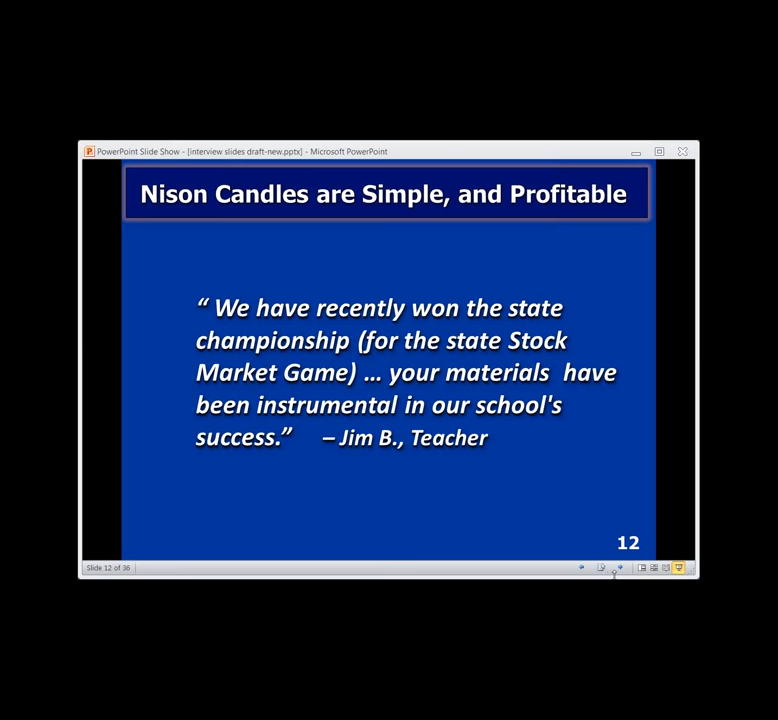 PowerPoint Slide Show - [interview slides draft-new.pptx] - Microsoft PowerPoint
Nison Candles are Simple, and Profitable
“ We have recently won the state
championship (for the state Stock
Market Game) ... your materials  have
been instrumental in our school's
success.”  – Jim B., Teacher
12
Slide 12 of 36